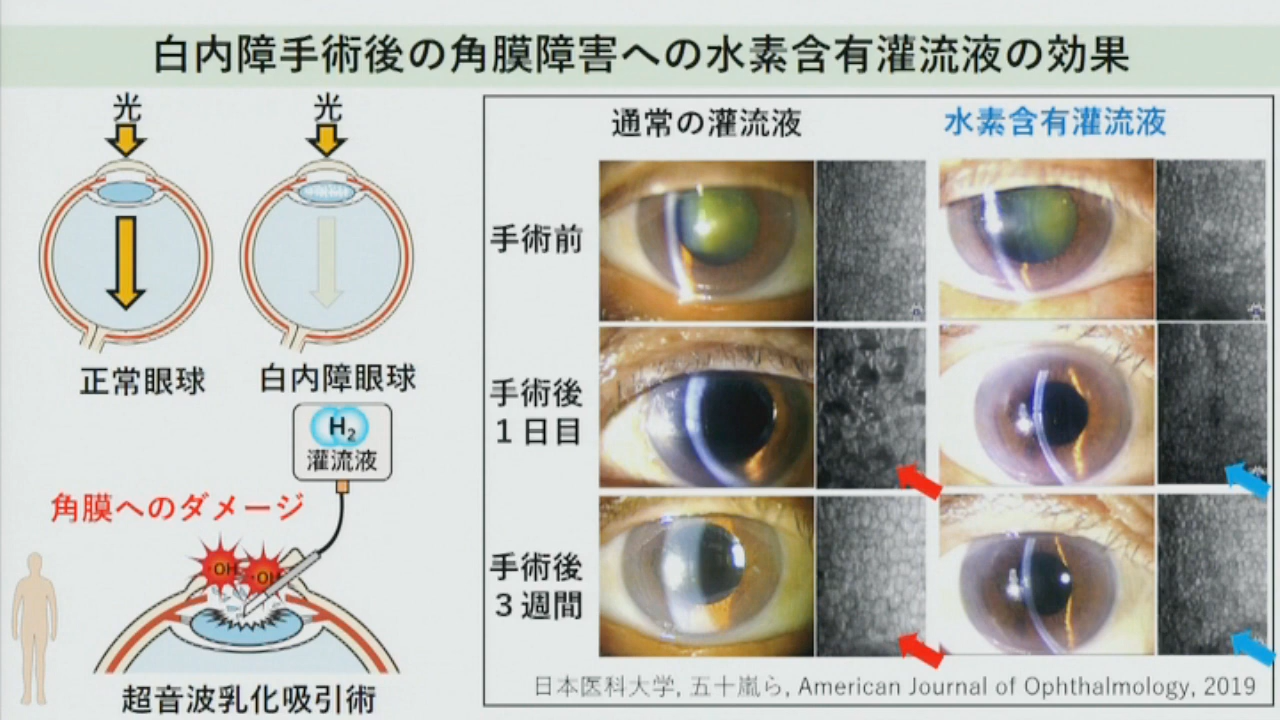 白内障手術後の角膜障害への水素含有灌流液の効果
光
光
正常眼球
白内障眼球
H₂
灌流液
角膜へのダメージ
·OH
·OH
超音波乳化吸引術
通常の灌流液
水素含有灌流液
手術前
手術後
1日目
手術後
3週間
日本医科大学, 五十嵐ら, American Journal of Ophthalmology, 2019